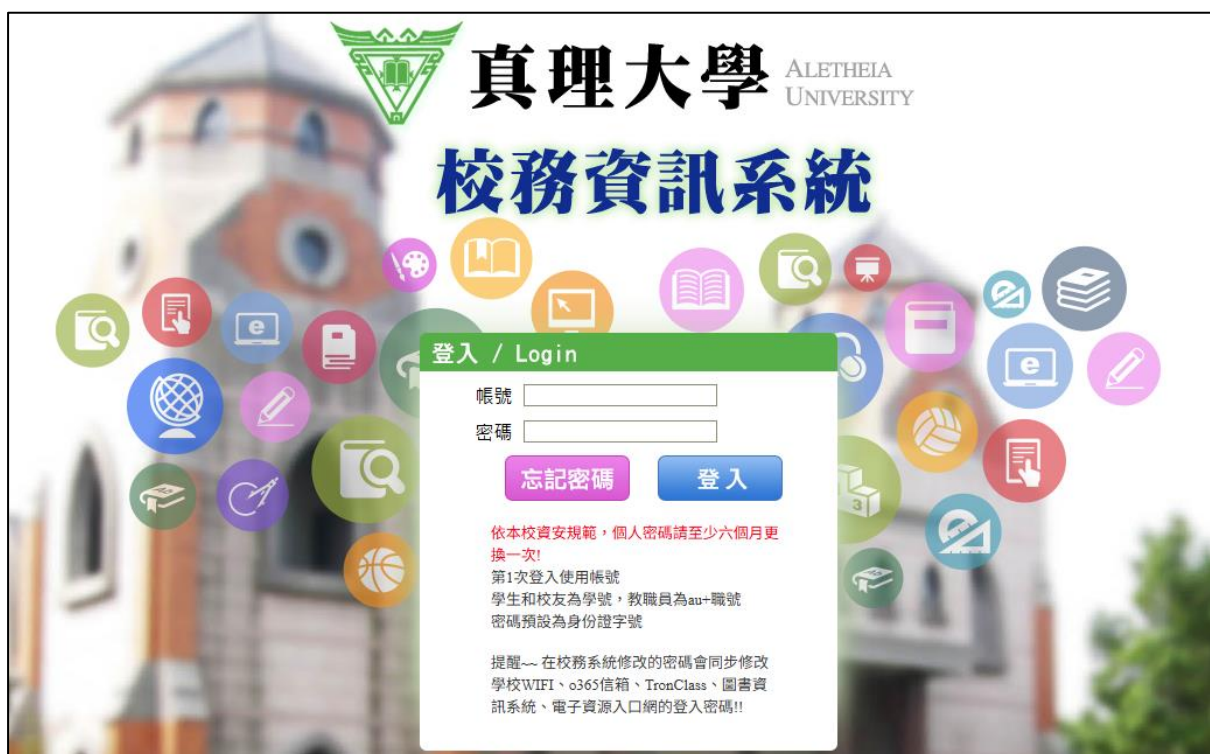 真理大學 ALETHEIA
UNIVERSITY
校務資訊系統
登入 / Login
帳號
密碼
忘記密碼 登入
依本校資安規範，個人密碼請至少六個月更
換一次!
第1次登入使用帳號
學生和校友為學號，教職員為au+職號
密碼預設為身份證字號
提醒~~ 在校務系統修改的密碼會同步修改
學校WIFI、o365信箱、TronClass、圖書資
訊系統、電子資源入口網的登入密碼!!